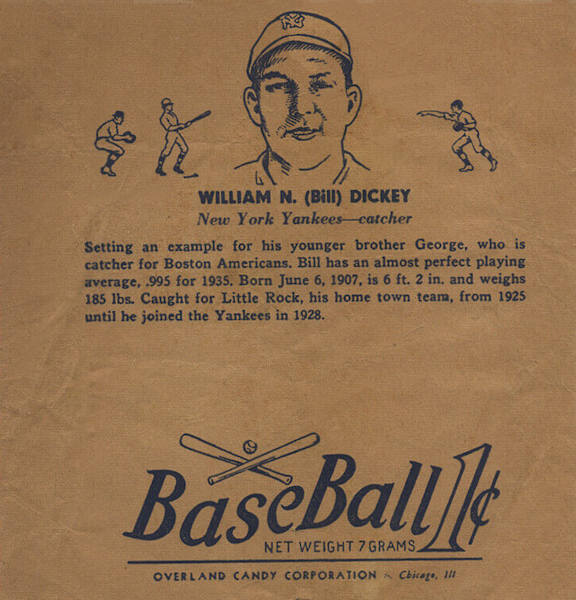 NY
WILLIAM N. (Bill) DICKEY
New York Yankees—catcher
Setting an example for his younger brother George, who is
catcher for Boston Americans. Bill has an almost perfect playing
average, .995 for 1935. Born June 6, 1907, is 6 ft. 2 in. and weighs
185 lbs. Caught for Little Rock, his home town team, from 1925
until he joined the Yankees in 1928.
BaseBall 1¢
NET WEIGHT 7 GRAMS
OVERLAND CANDY CORPORATION - Chicago, Ill